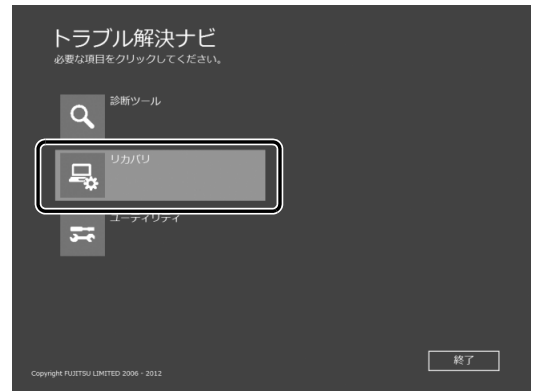 トラブル解決ナビ
必要な項目をクリックしてください。
診断ツール
リカバリ
ユーティリティ
終了
Copyright FUJITSU LIMITED 2006 - 2012